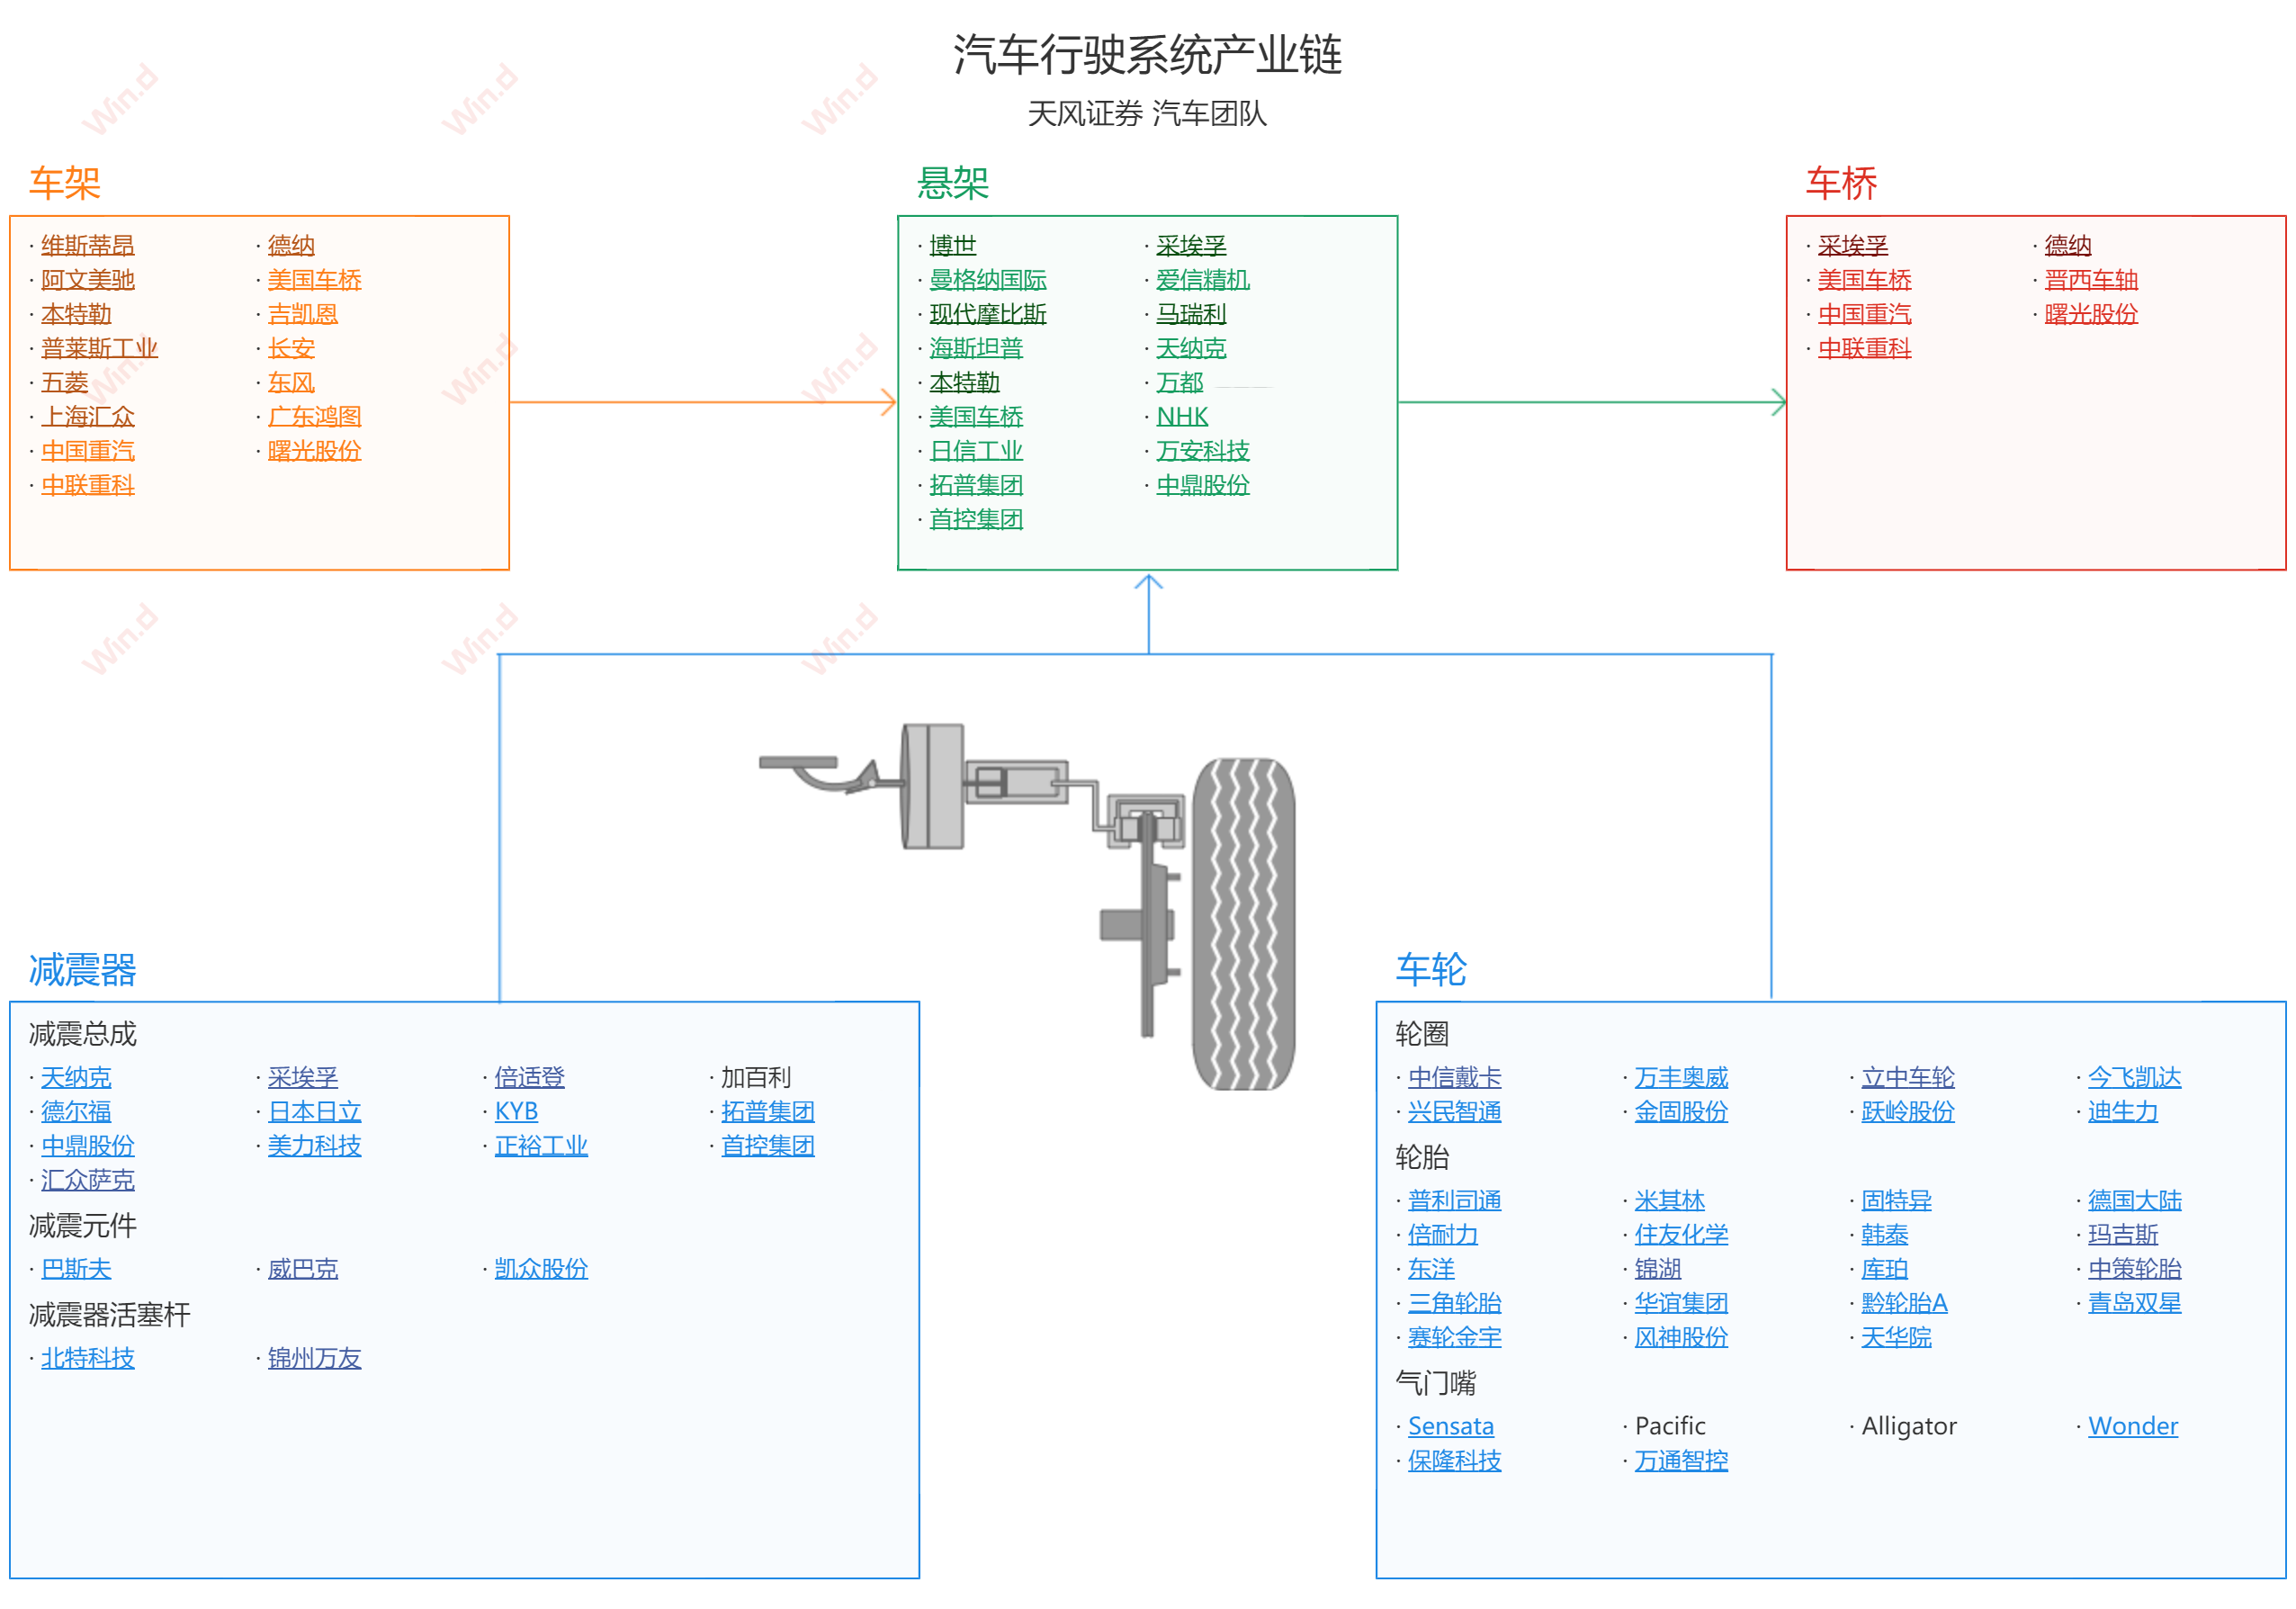 汽车行驶系统产业链
天风证券 汽车团队
车架
· 维斯蒂昂 · 德纳
· 阿文美驰 · 美国车桥
· 本特勒 · 吉凯恩
· 普莱斯工业 · 长安
· 五菱 · 东风
· 上海汇众 · 广东鸿图
· 中国重汽 · 曙光股份
· 中联重科
悬架
· 博世 · 采埃孚
· 曼格纳国际 · 爱信精机
· 现代摩比斯 · 马瑞利
· 海斯坦普 · 天纳克
· 本特勒 · 万都
· 美国车桥 · NHK
· 日信工业 · 万安科技
· 拓普集团 · 中鼎股份
· 首控集团
车桥
· 采埃孚 · 德纳
· 美国车桥 · 晋西车轴
· 中国重汽 · 曙光股份
· 中联重科
减震器
减震总成
· 天纳克 · 采埃孚 · 倍适登 · 加百利
· 德尔福 · 日本日立 · KYB · 拓普集团
· 中鼎股份 · 美力科技 · 正裕工业 · 首控集团
· 汇众萨克
减震元件
· 巴斯夫 · 威巴克 · 凯众股份
减震器活塞杆
· 北特科技 · 锦州万友
车轮
轮圈
· 中信戴卡 · 万丰奥威 · 立中车轮 · 今飞凯达
· 兴民智通 · 金固股份 · 跃岭股份 · 迪生力
轮胎
· 普利司通 · 米其林 · 固特异 · 德国大陆
· 倍耐力 · 住友化学 · 韩泰 · 玛吉斯
· 东洋 · 锦湖 · 库珀 · 中策轮胎
· 三角轮胎 · 华谊集团 · 黔轮胎A · 青岛双星
· 赛轮金宇 · 风神股份 · 天华院
气门嘴
· Sensata · Pacific · Alligator · Wonder
· 保隆科技 · 万通智控
Win.d
Win.d
Win.d
Win.d
Win.d
Win.d
Win.d
Win.d
Win.d